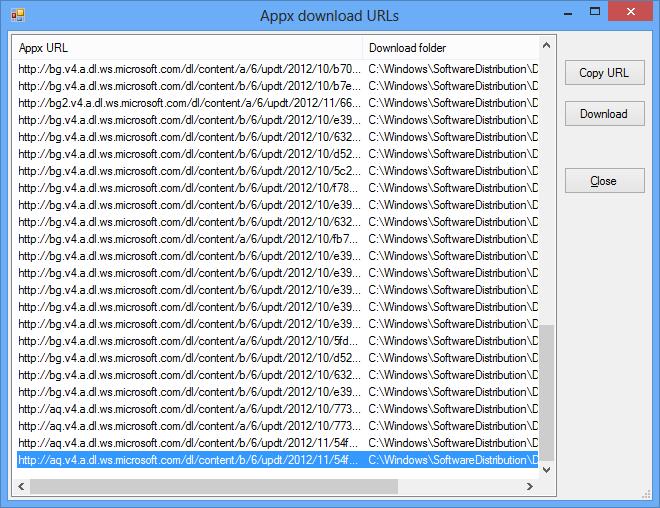 Appx download URLs
Appx URL Download folder
http://bg.v4.a.dl.ws.microsoft.com/dl/content/a/6/updt/2012/10/b70... C:\Windows\SoftwareDistribution\D
http://bg.v4.a.dl.ws.microsoft.com/dl/content/a/6/updt/2012/10/b7e... C:\Windows\SoftwareDistribution\D
http://bg2.v4.a.dl.ws.microsoft.com/dl/content/a/6/updt/2012/11/66... C:\Windows\SoftwareDistribution\D
http://bg.v4.a.dl.ws.microsoft.com/dl/content/a/6/updt/2012/10/e39... C:\Windows\SoftwareDistribution\D
http://bg.v4.a.dl.ws.microsoft.com/dl/content/b/6/updt/2012/10/632... C:\Windows\SoftwareDistribution\D
http://bg.v4.a.dl.ws.microsoft.com/dl/content/b/6/updt/2012/10/d52... C:\Windows\SoftwareDistribution\D
http://bg.v4.a.dl.ws.microsoft.com/dl/content/a/6/updt/2012/10/5c2... C:\Windows\SoftwareDistribution\D
http://bg.v4.a.dl.ws.microsoft.com/dl/content/a/6/updt/2012/10/f78... C:\Windows\SoftwareDistribution\D
http://bg.v4.a.dl.ws.microsoft.com/dl/content/b/6/updt/2012/10/e39... C:\Windows\SoftwareDistribution\D
http://bg.v4.a.dl.ws.microsoft.com/dl/content/b/6/updt/2012/10/632... C:\Windows\SoftwareDistribution\D
http://bg.v4.a.dl.ws.microsoft.com/dl/content/a/6/updt/2012/10/fb7... C:\Windows\SoftwareDistribution\D
http://bg.v4.a.dl.ws.microsoft.com/dl/content/b/6/updt/2012/10/e39... C:\Windows\SoftwareDistribution\D
http://bg.v4.a.dl.ws.microsoft.com/dl/content/b/6/updt/2012/10/e39... C:\Windows\SoftwareDistribution\D
http://bg.v4.a.dl.ws.microsoft.com/dl/content/b/6/updt/2012/10/e39... C:\Windows\SoftwareDistribution\D
http://bg.v4.a.dl.ws.microsoft.com/dl/content/b/6/updt/2012/10/e39... C:\Windows\SoftwareDistribution\D
http://bg.v4.a.dl.ws.microsoft.com/dl/content/b/6/updt/2012/10/e39... C:\Windows\SoftwareDistribution\D
http://bg.v4.a.dl.ws.microsoft.com/dl/content/a/6/updt/2012/10/5fd... C:\Windows\SoftwareDistribution\D
http://bg.v4.a.dl.ws.microsoft.com/dl/content/b/6/updt/2012/10/d52... C:\Windows\SoftwareDistribution\D
http://bg.v4.a.dl.ws.microsoft.com/dl/content/b/6/updt/2012/10/632... C:\Windows\SoftwareDistribution\D
http://bg.v4.a.dl.ws.microsoft.com/dl/content/b/6/updt/2012/10/e39... C:\Windows\SoftwareDistribution\D
http://aq.v4.a.dl.ws.microsoft.com/dl/content/a/6/updt/2012/10/773... C:\Windows\SoftwareDistribution\D
http://aq.v4.a.dl.ws.microsoft.com/dl/content/a/6/updt/2012/10/773... C:\Windows\SoftwareDistribution\D
http://aq.v4.a.dl.ws.microsoft.com/dl/content/b/6/updt/2012/11/54f... C:\Windows\SoftwareDistribution\D
http://aq.v4.a.dl.ws.microsoft.com/dl/content/b/6/updt/2012/11/54f... C:\Windows\SoftwareDistribution\D
Copy URL
Download
Close